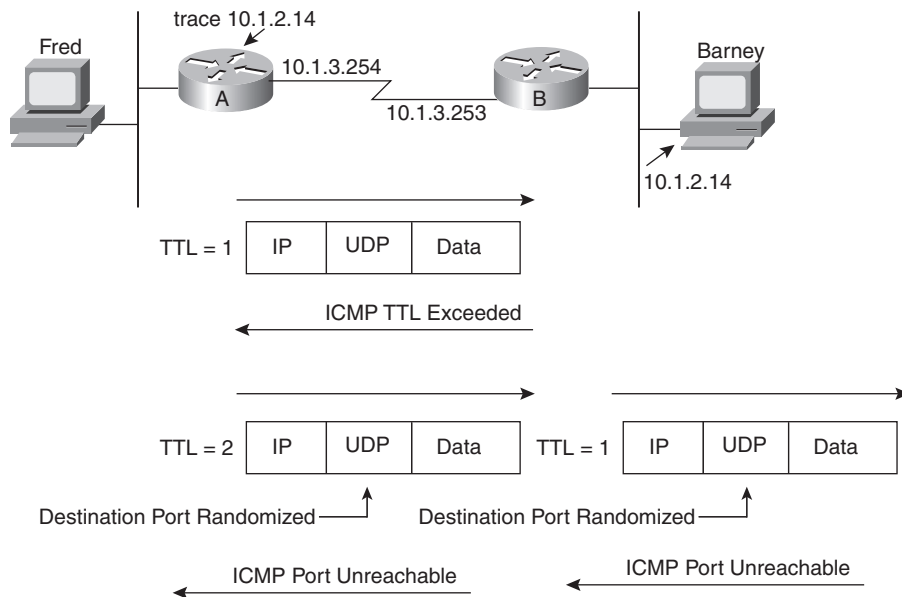 trace 10.1.2.14
Fred
Barney
10.1.3.254
A
B
10.1.3.253
10.1.2.14
TTL = 1 IP UDP Data
ICMP TTL Exceeded
TTL = 2 IP UDP Data TTL = 1 IP UDP Data
Destination Port Randomized Destination Port Randomized
ICMP Port Unreachable ICMP Port Unreachable